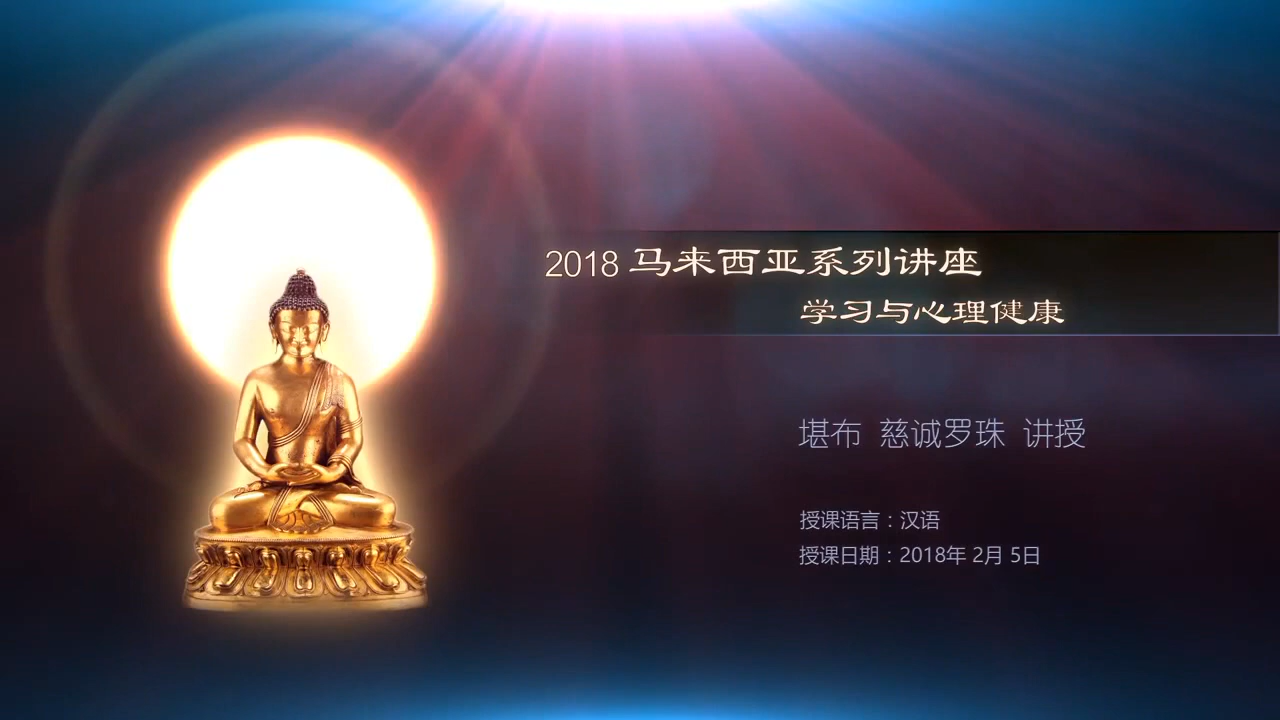 2018 马来西亚系列讲座
学习与心理健康
堪布 慈诚罗珠 讲授
授课语言：汉语
授课日期：2018年 2月 5日